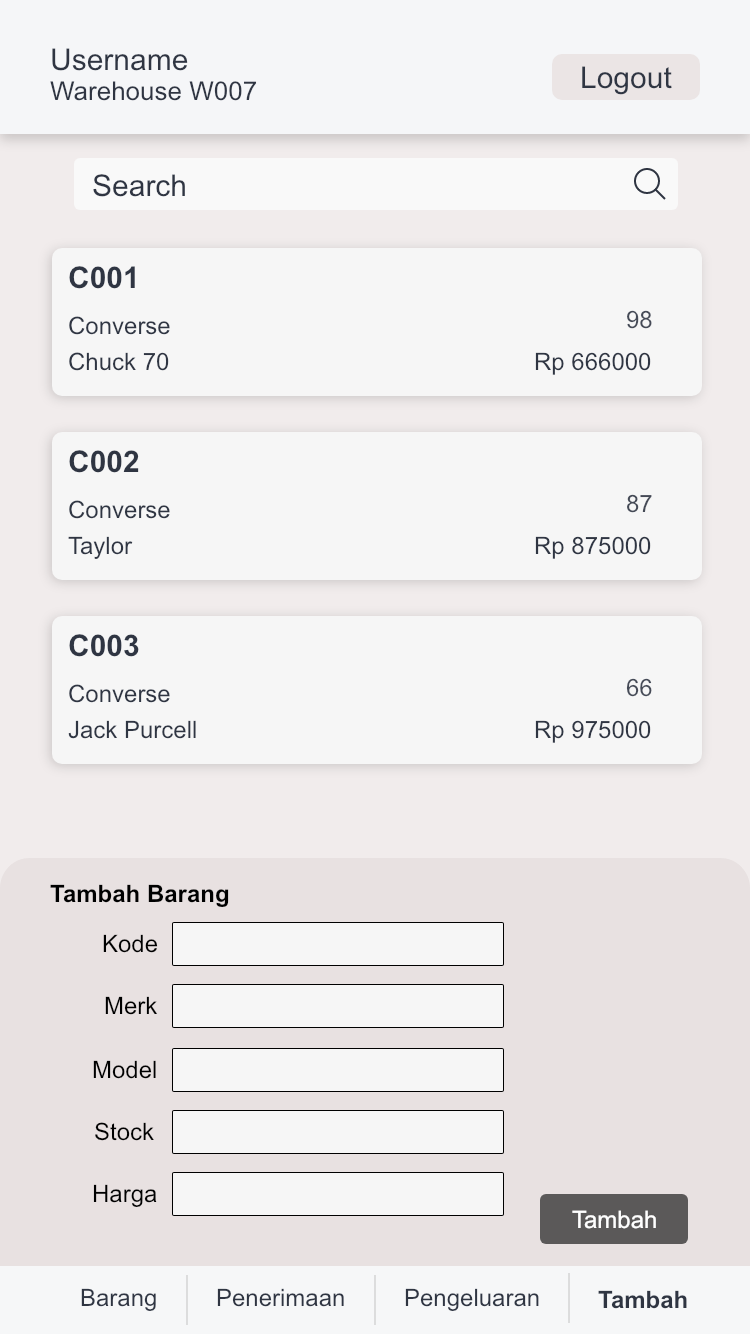 Username
Warehouse W007
Logout
Search
C001
Converse
98
Chuck 70
Rp 666000
C002
Converse
87
Taylor
Rp 875000
C003
Converse
66
Jack Purcell
Rp 975000
Tambah Barang
Kode
Merk
Model
Stock
Harga
Tambah
Barang
Penerimaan
Pengeluaran
Tambah